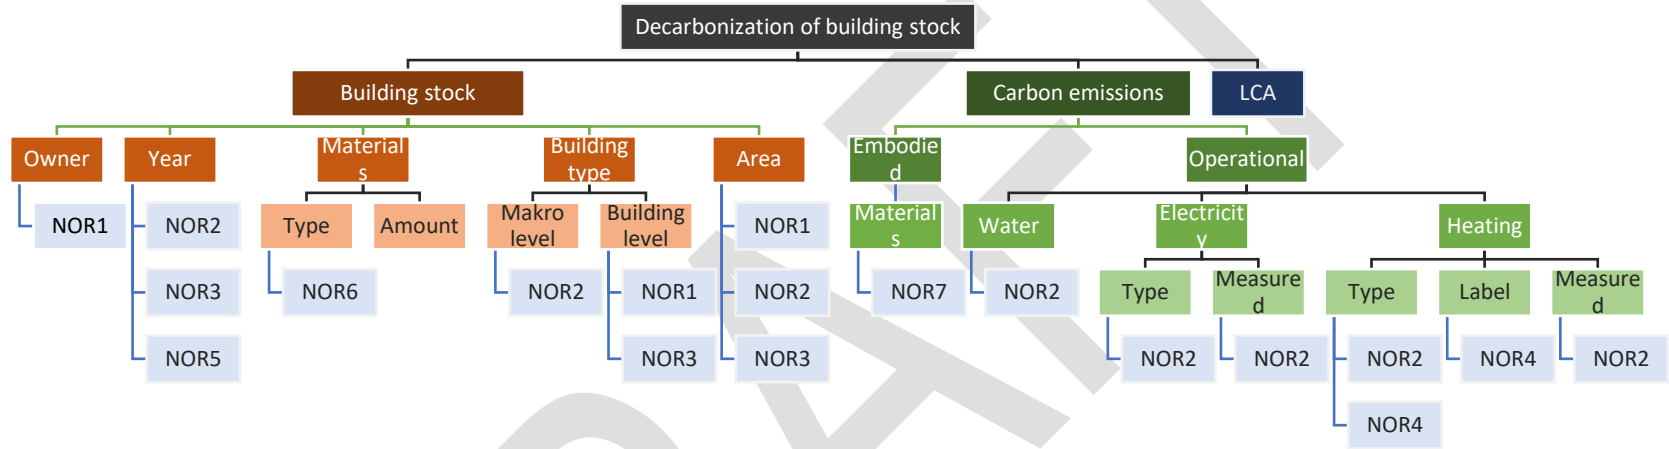 Decarbonization of building stock
Building stock
Carbon emissions
LCA
Owner
Year
Material
s
Building
type
Area
Embodie
d
Operational
NOR1
NOR2
NOR3
NOR5
Type
Amount
NOR6
Makro
level
Building
level
NOR2
NOR1
NOR3
NOR1
NOR2
NOR3
Material
s
NOR7
Water
NOR2
Electricit
y
Heating
Type
Measure
d
NOR2
NOR2
Type
Label
Measure
d
NOR2
NOR4
NOR4
NOR2